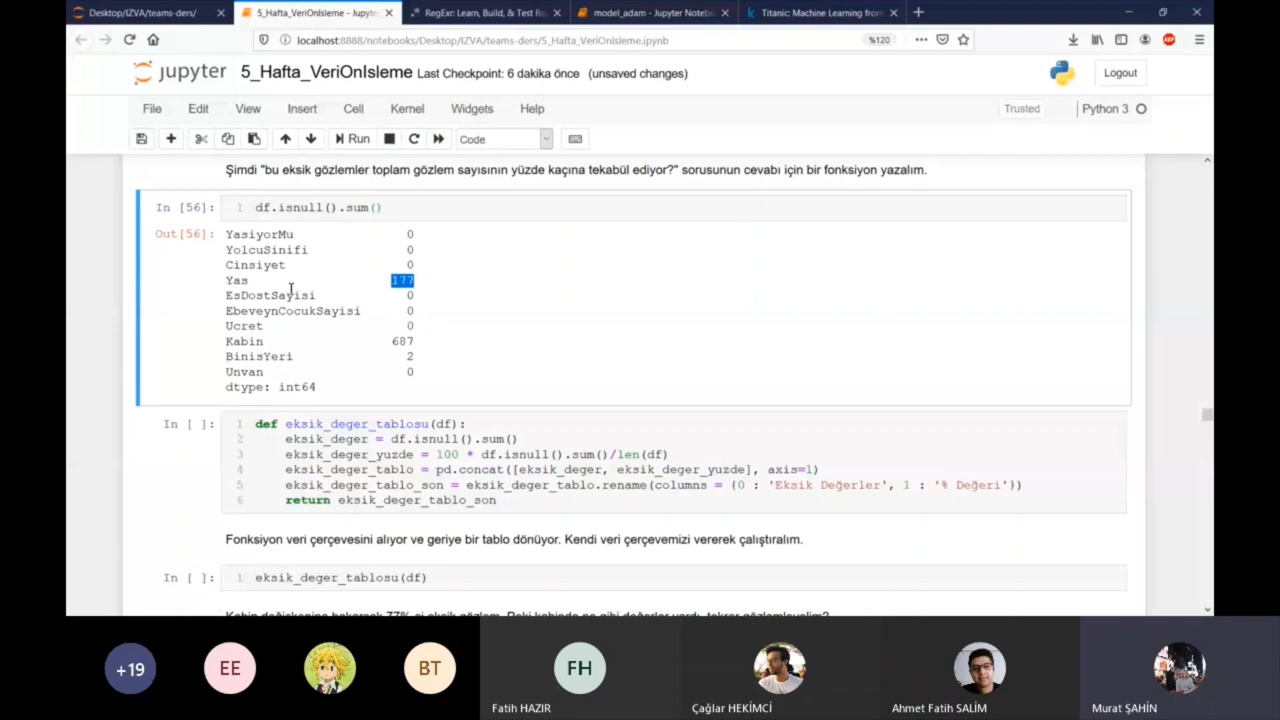 Desktop/IZVA/teams-ders/
5_Hafta_VeriOnIsleme - Jupyte
RegExr: Learn, Build, & Test Re
model_adam - Jupyter Notebo
Titanic: Machine Learning from
localhost:8888/notebooks/Desktop/IZVA/teams-ders/5_Hafta_VeriOnIsleme.ipynb
%120
ABP
jupyter 5_Hafta_VeriOnIsleme Last Checkpoint: 6 dakika önce (unsaved changes)
Logout
File Edit View Insert Cell Kernel Widgets Help
Trusted
Python 3
Run
Code
Şimdi "bu eksik gözlemler toplam gözlem sayısının yüzde kaçına tekabül ediyor?" sorusunun cevabı için bir fonksiyon yazalım.
In [56]: 1 df.isnull().sum()
Out[56]: YasiyorMu 0
YolcuSinifi 0
Cinsiyet 0
Yas 177
EsDostSayisi 0
EbeveynCocukSayisi 0
Ucret 0
Kabin 687
BinisYeri 2
Unvan 0
dtype: int64
In [ ]: 1 def eksik_deger_tablosu(df):
2 eksik_deger = df.isnull().sum()
3 eksik_deger_yuzde = 100 * df.isnull().sum()/len(df)
4 eksik_deger_tablo = pd.concat([eksik_deger, eksik_deger_yuzde], axis=1)
5 eksik_deger_tablo_son = eksik_deger_tablo.rename(columns = {0 : 'Eksik Değerler', 1 : '% Değeri'})
6 return eksik_deger_tablo_son
Fonksiyon veri çerçevesini alıyor ve geriye bir tablo dönüyor. Kendi veri çerçevemizi vererek çalıştıralım.
In [ ]: 1 eksik_deger_tablosu(df)
+19
EE
BT
FH
Fatih HAZIR
Çağlar HEKİMCİ
Ahmet Fatih SALİM
Murat ŞAHİN